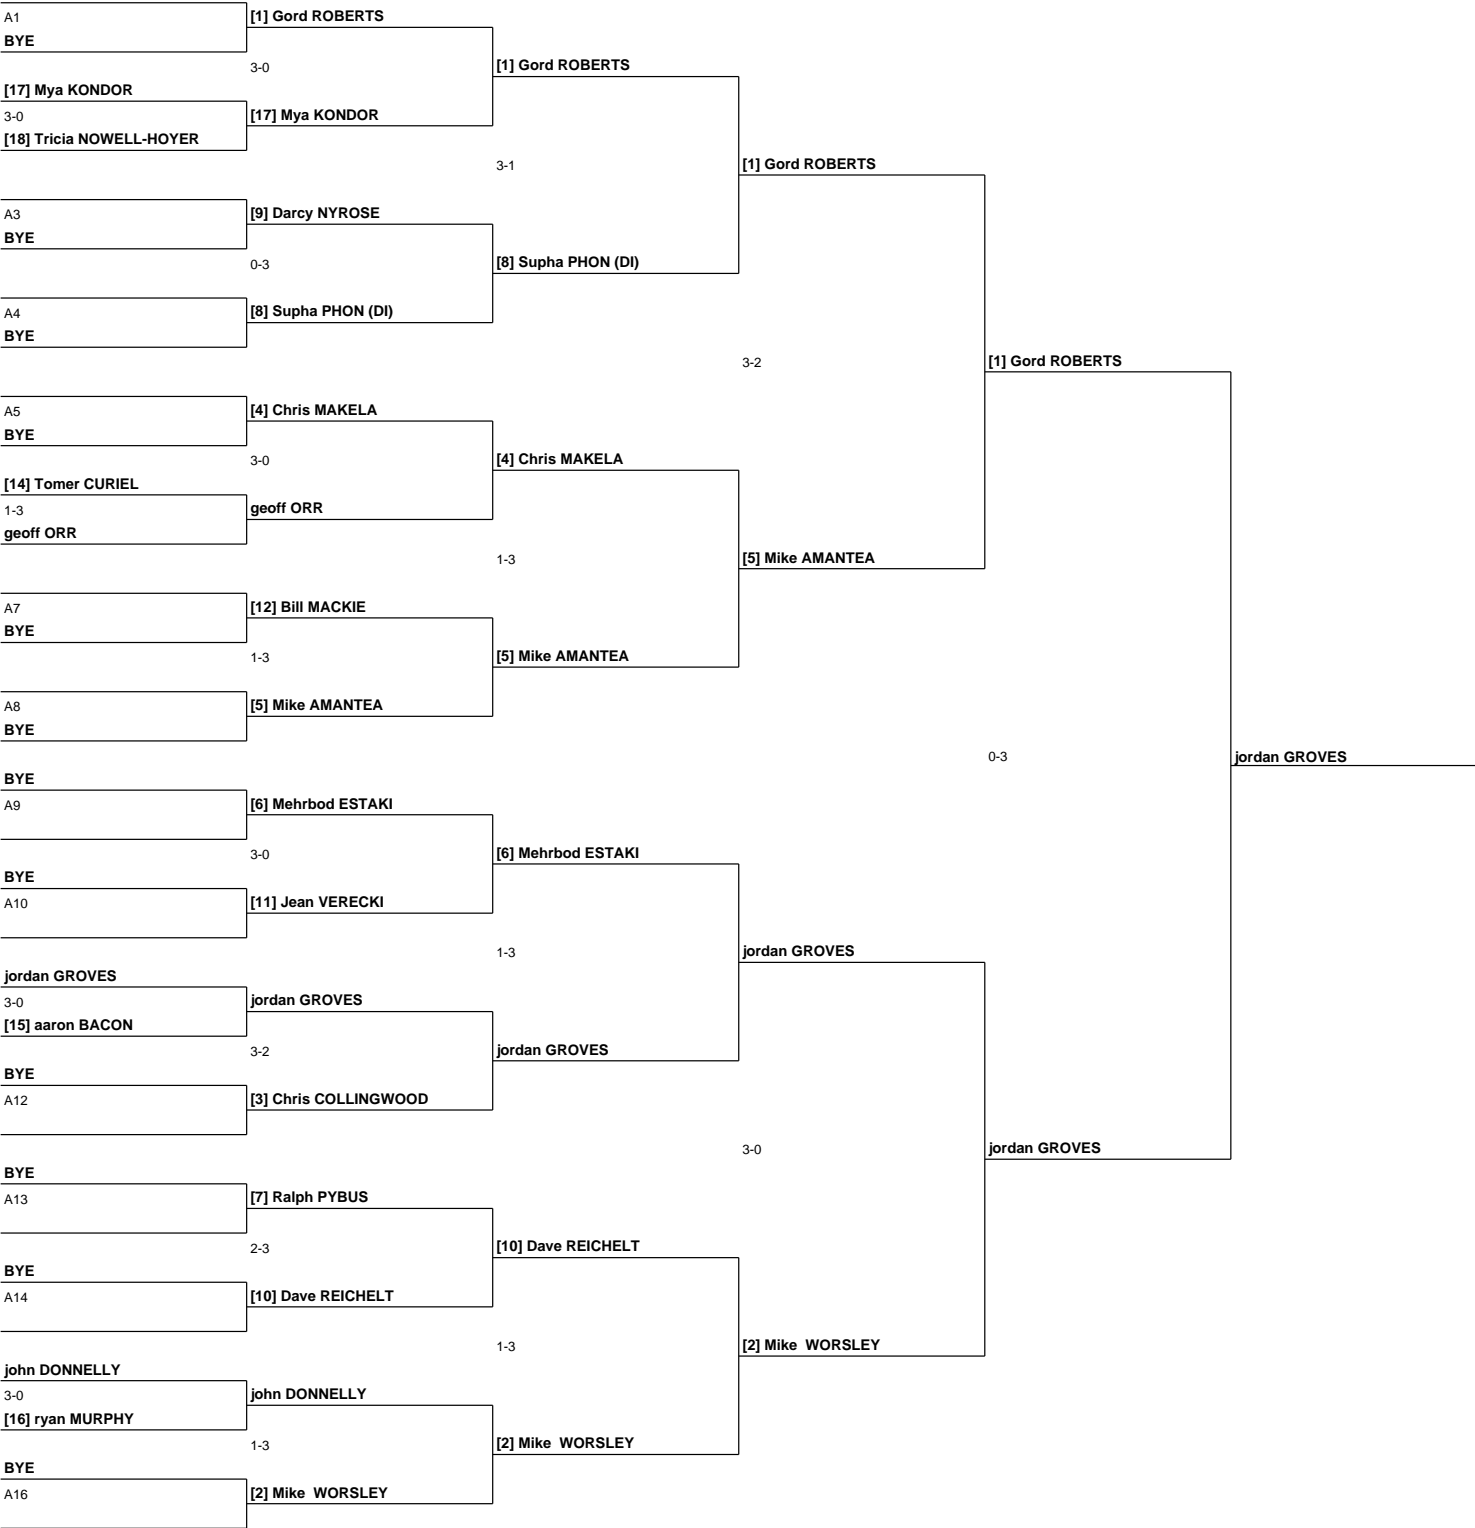 A1
[1] Gord ROBERTS
BYE
3-0
[1] Gord ROBERTS
[17] Mya KONDOR
3-0
[17] Mya KONDOR
[18] Tricia NOWELL-HOYER
3-1
[1] Gord ROBERTS
A3
[9] Darcy NYROSE
BYE
0-3
[8] Supha PHON (DI)
A4
[8] Supha PHON (DI)
BYE
3-2
[1] Gord ROBERTS
A5
[4] Chris MAKELA
BYE
3-0
[4] Chris MAKELA
[14] Tomer CURIEL
1-3
geoff ORR
geoff ORR
1-3
[5] Mike AMANTEA
A7
[12] Bill MACKIE
BYE
1-3
[5] Mike AMANTEA
A8
[5] Mike AMANTEA
BYE
0-3
jordan GROVES
BYE
A9
[6] Mehrbod ESTAKI
3-0
[6] Mehrbod ESTAKI
BYE
A10
[11] Jean VERECKI
1-3
jordan GROVES
jordan GROVES
3-0
jordan GROVES
[15] aaron BACON
3-2
jordan GROVES
BYE
A12
[3] Chris COLLINGWOOD
3-0
jordan GROVES
BYE
A13
[7] Ralph PYBUS
2-3
[10] Dave REICHELT
BYE
A14
[10] Dave REICHELT
1-3
[2] Mike  WORSLEY
john DONNELLY
3-0
john DONNELLY
[16] ryan MURPHY
1-3
[2] Mike  WORSLEY
BYE
A16
[2] Mike  WORSLEY